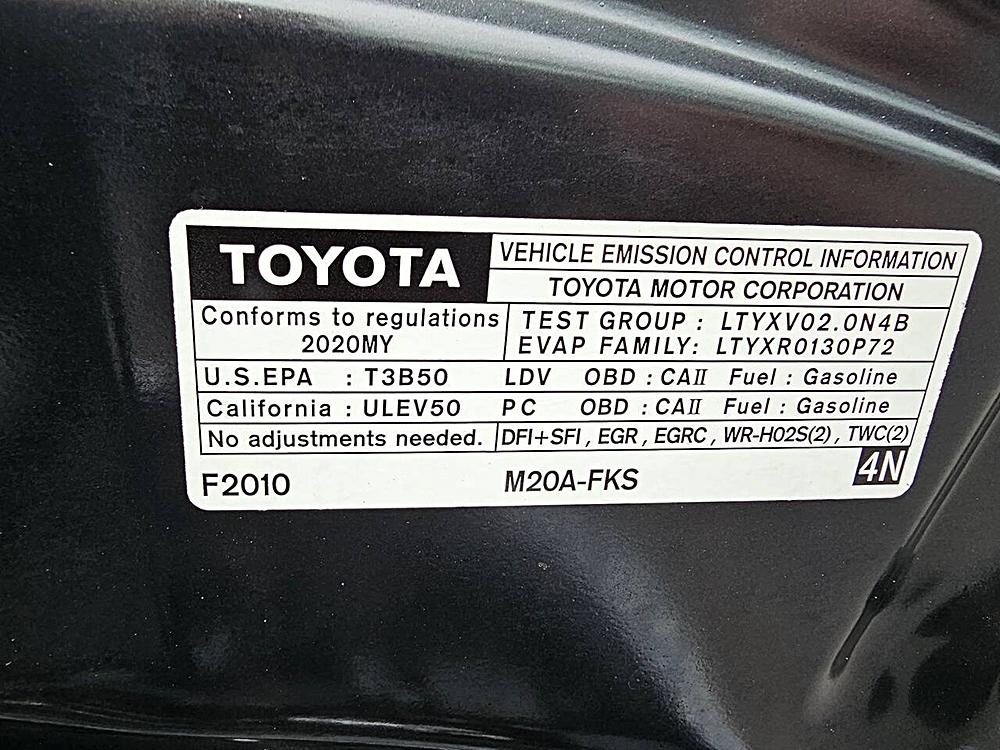 TOYOTA
VEHICLE EMISSION CONTROL INFORMATION
TOYOTA MOTOR CORPORATION
Conforms to regulations
2020MY
TEST GROUP : LTYXV02.0N4B
EVAP FAMILY: LTYXR0130P72
U.S.EPA : T3B50 LDV OBD : CAII Fuel : Gasoline
California : ULEV50 PC OBD : CAII Fuel : Gasoline
No adjustments needed. DFI+SFI , EGR , EGRC , WR-HO2S(2) , TWC(2)
F2010 M20A-FKS 4N